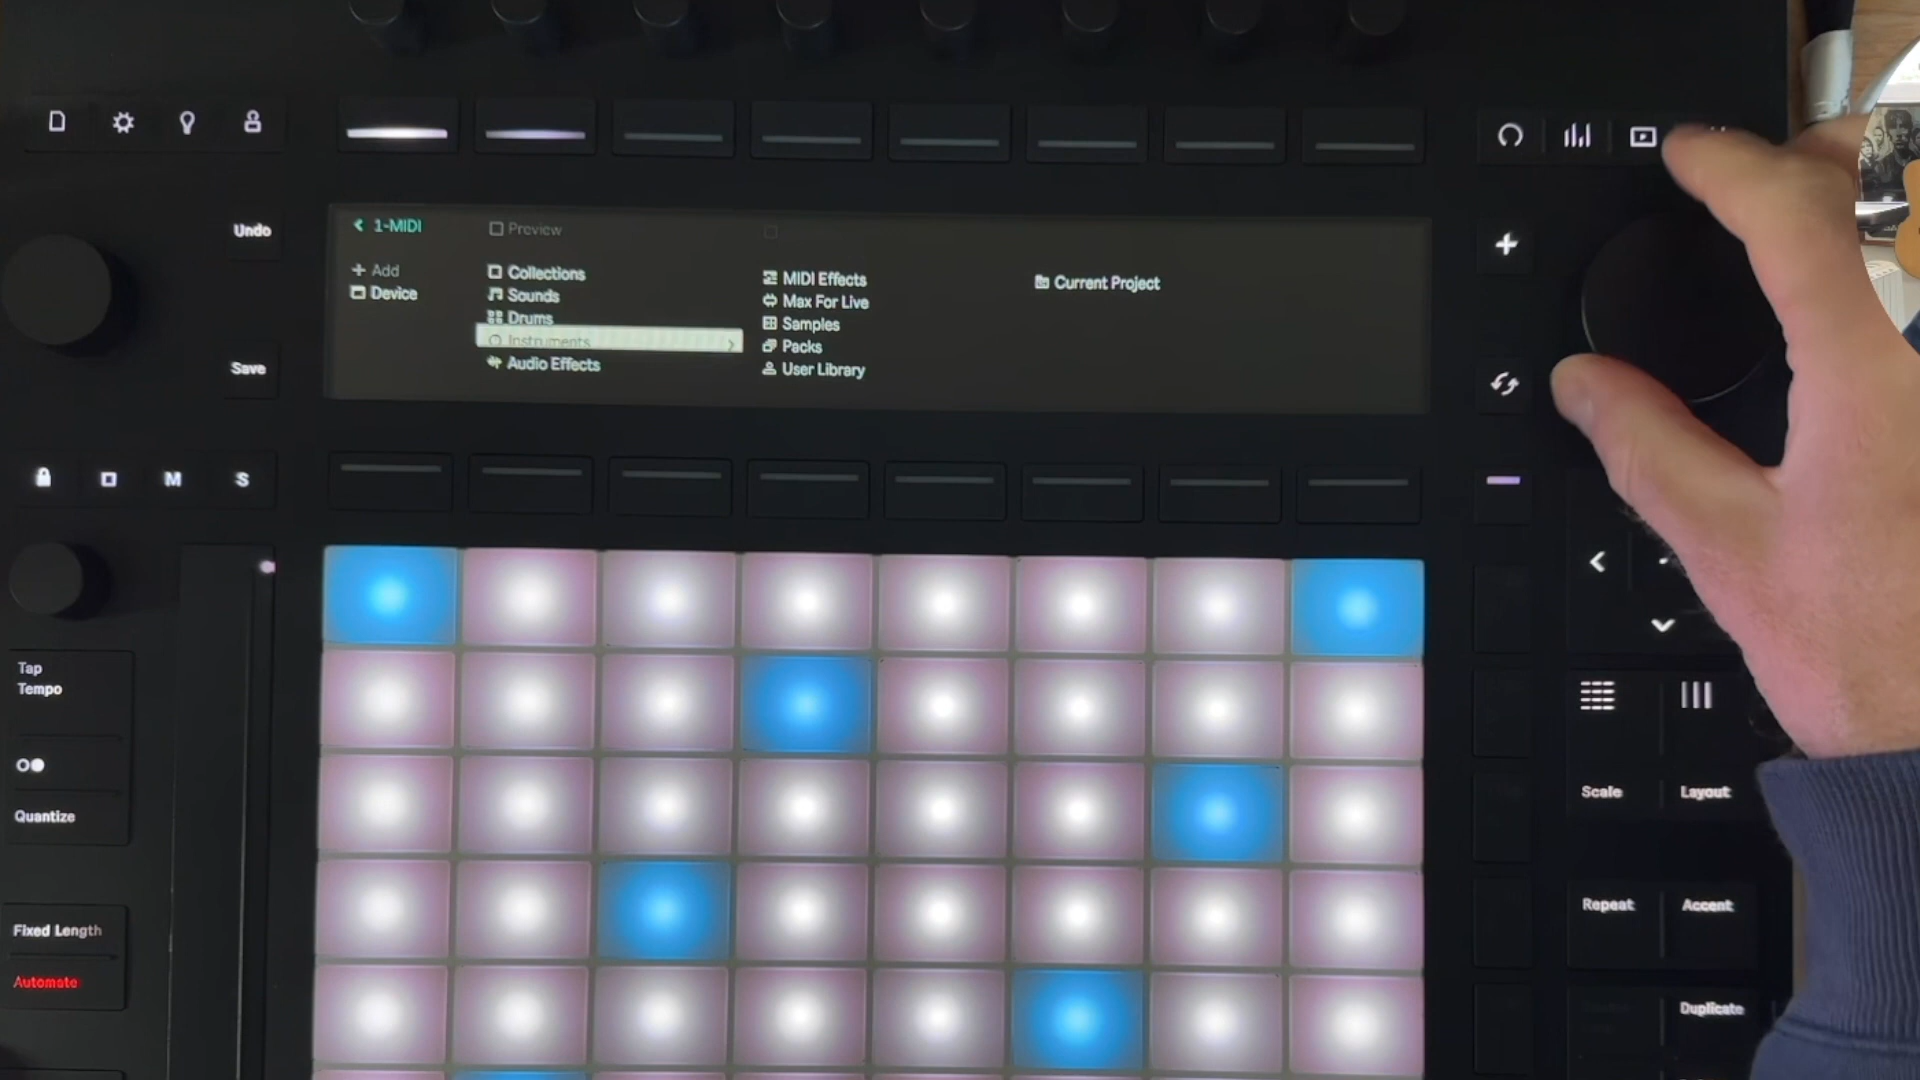 Undo
1-MIDI
Preview
Add
Device
Collections
Sounds
Drums
Instruments
Audio Effects
MIDI Effects
Max For Live
Samples
Packs
User Library
Current Project
Save
M
S
Tap
Tempo
Quantize
Fixed Length
Automate
Scale
Layout
Repeat
Accent
Duplicate